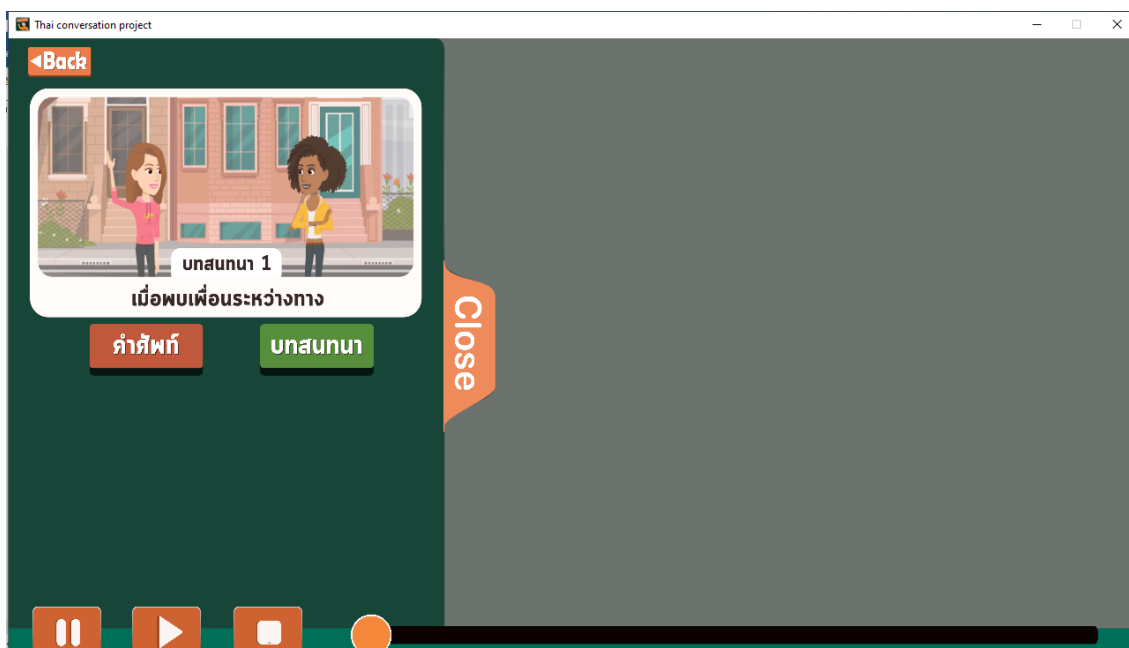 Thai conversation project
Back
บทสนทนา 1
เมื่อพบเพื่อนระหว่างทาง
คำศัพท์
บทสนทนา
Close